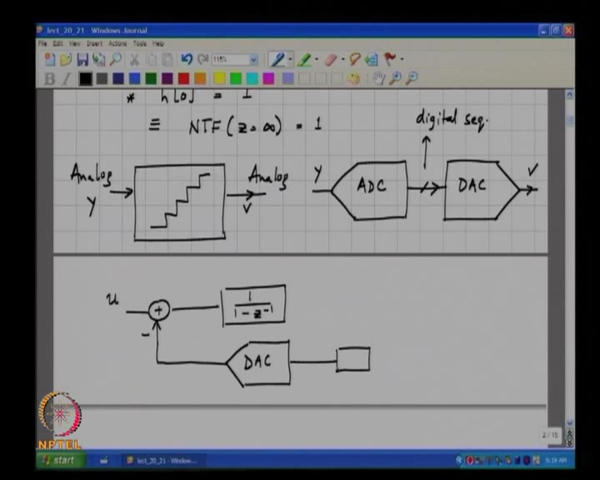 lect_20_21 - Windows Journal
File Edit View Insert Actions Tools Help
115%
B I
* h[0] = 1
≡ NTF (z = ∞) = 1
digital seq.
Analog Analog
Y V
Y ADC DAC V
u + 1/(1 - z⁻¹)
-
DAC
NPTEL
2 / 15
start
lect_20_21 - Window...